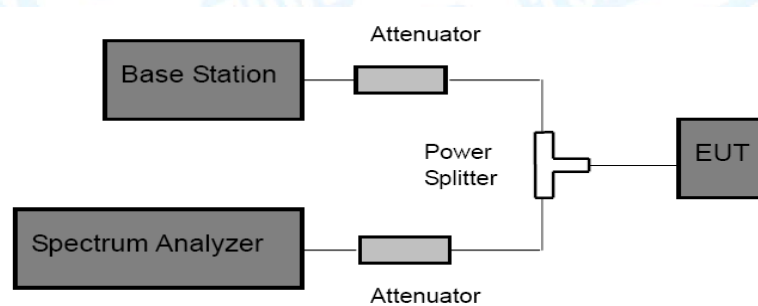 Attenuator
Base Station
Power
Splitter
EUT
Spectrum Analyzer
Attenuator